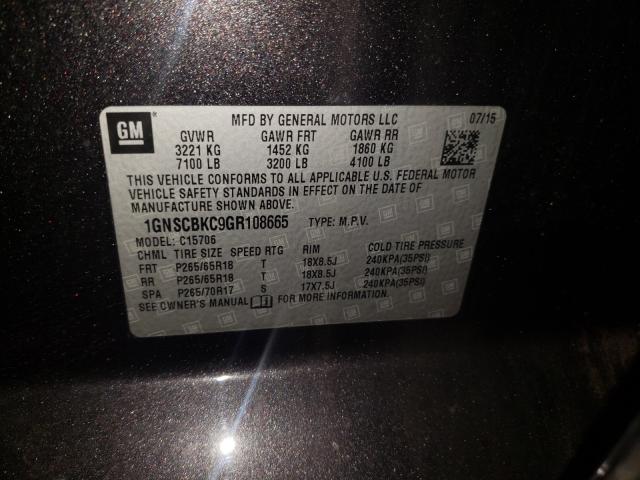 GM
MFD BY GENERAL MOTORS LLC 07/15
GVWR GAWR FRT GAWR RR
3221 KG 1452 KG 1860 KG
7100 LB 3200 LB 4100 LB
THIS VEHICLE CONFORMS TO ALL APPLICABLE U.S. FEDERAL MOTOR
VEHICLE SAFETY STANDARDS IN EFFECT ON THE DATE OF
MANUFACTURE SHOWN ABOVE.
1GNSCBKC9GR108665 TYPE: M.P.V.
MODEL: C15706
CHML TIRE SIZE SPEED RTG RIM COLD TIRE PRESSURE
FRT P265/65R18 T 18X8.5J 240KPA(35PSI)
RR P265/65R18 T 18X8.5J 240KPA(35PSI)
SPA P265/70R17 S 17X7.5J 240KPA(35PSI)
SEE OWNER'S MANUAL FOR MORE INFORMATION.